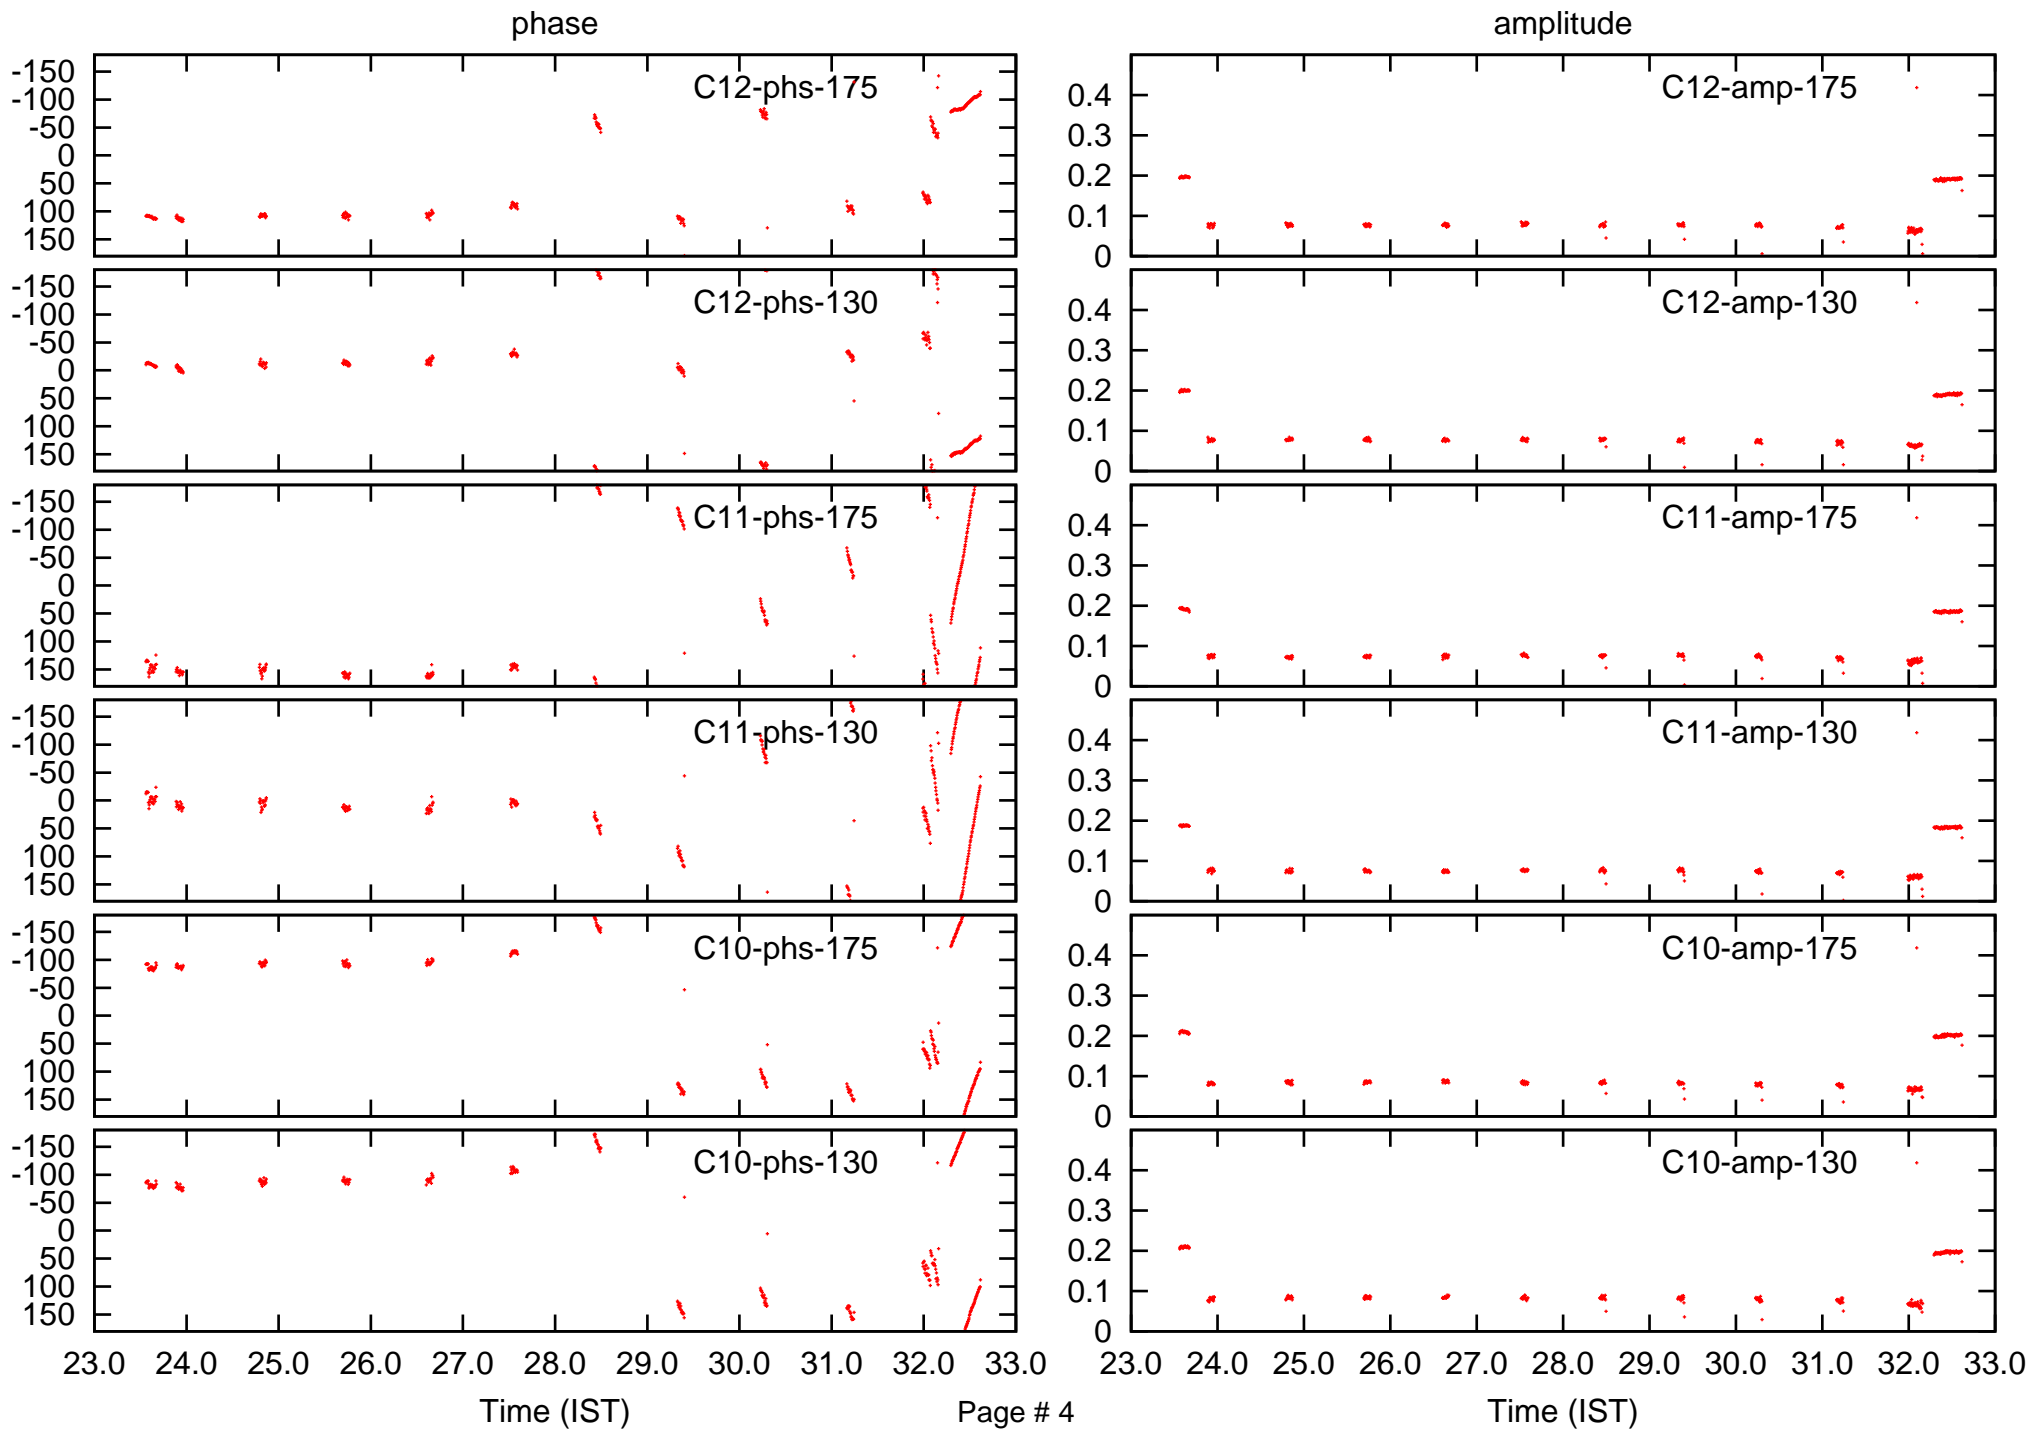 phase amplitude
-150 -100 -50 0 50 100 150 C12-phs-175 0.4 0.3 0.2 0.1 0 C12-amp-175
-150 -100 -50 0 50 100 150 C12-phs-130 0.4 0.3 0.2 0.1 0 C12-amp-130
-150 -100 -50 0 50 100 150 C11-phs-175 0.4 0.3 0.2 0.1 0 C11-amp-175
-150 -100 -50 0 50 100 150 C11-phs-130 0.4 0.3 0.2 0.1 0 C11-amp-130
-150 -100 -50 0 50 100 150 C10-phs-175 0.4 0.3 0.2 0.1 0 C10-amp-175
-150 -100 -50 0 50 100 150 C10-phs-130 0.4 0.3 0.2 0.1 0 C10-amp-130
23.0 24.0 25.0 26.0 27.0 28.0 29.0 30.0 31.0 32.0 33.0 23.0 24.0 25.0 26.0 27.0 28.0 29.0 30.0 31.0 32.0 33.0
Time (IST) Page # 4 Time (IST)